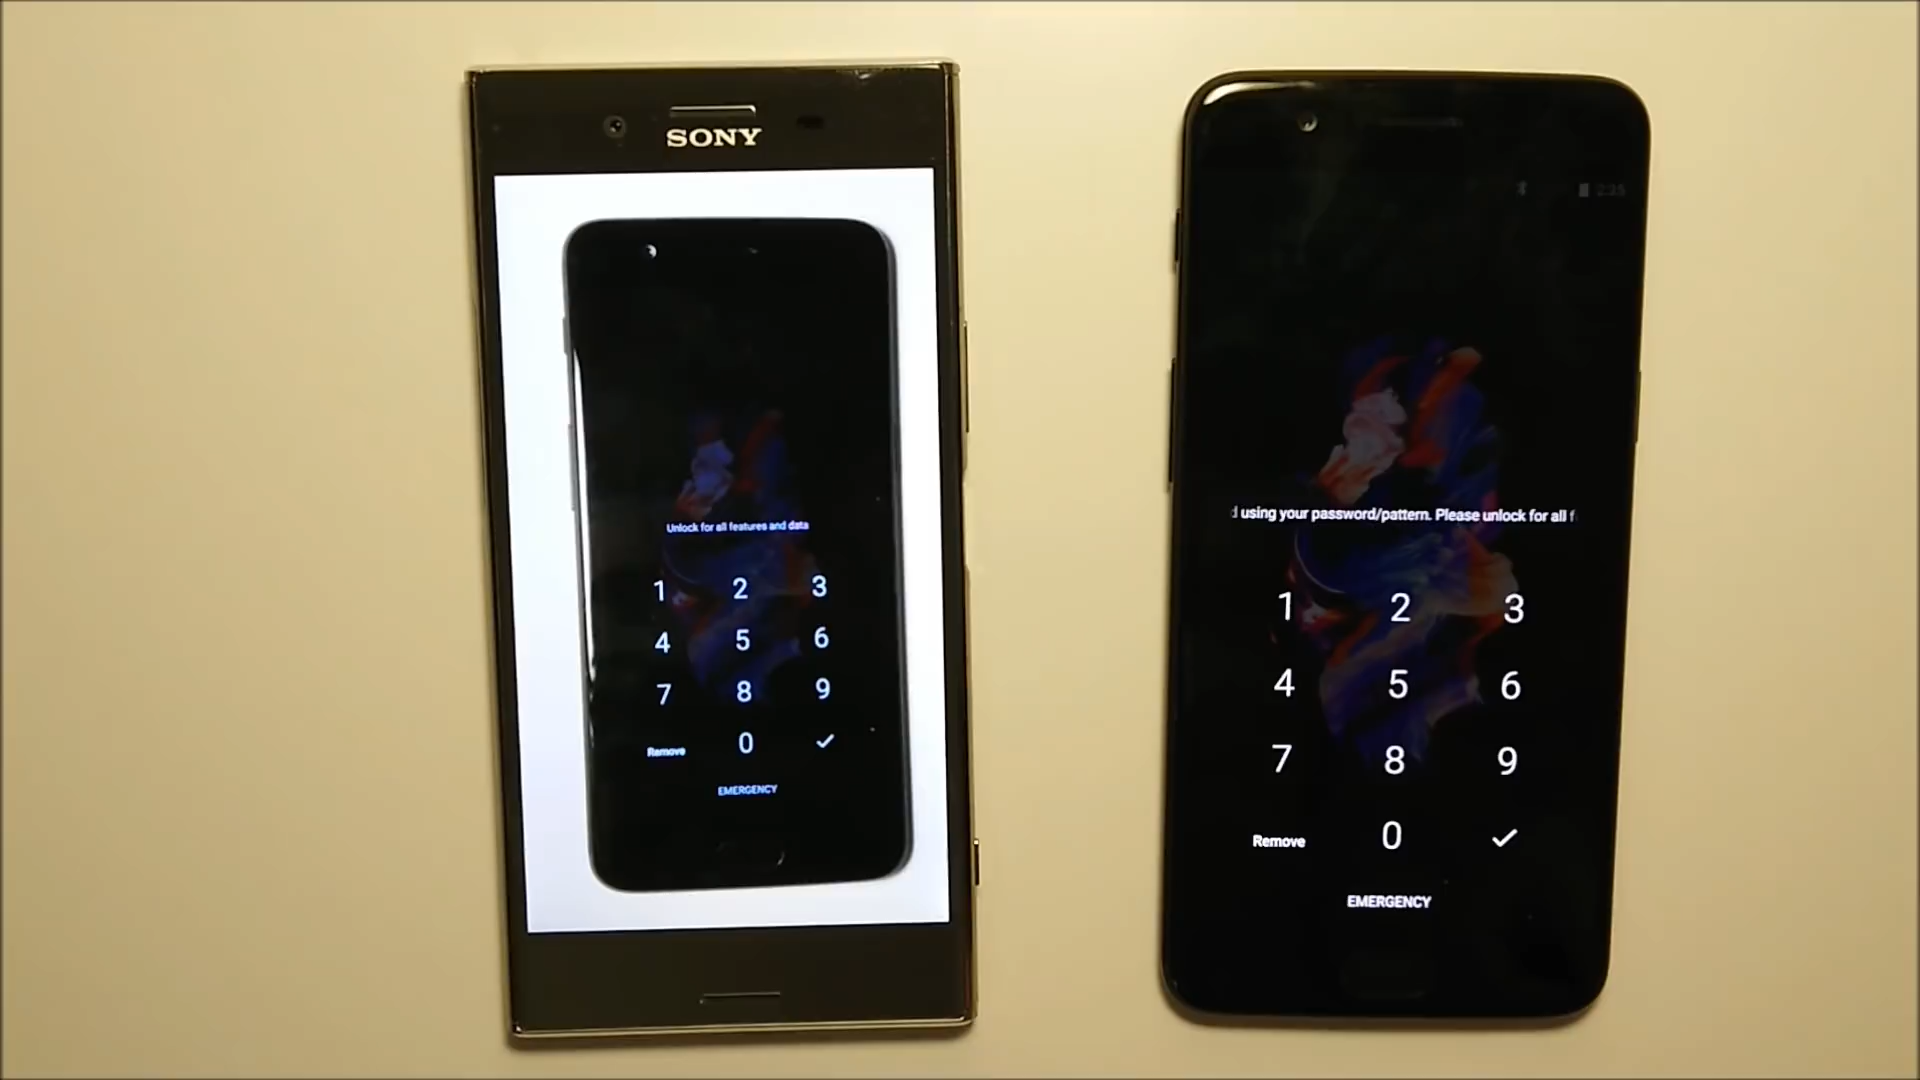 SONY
Unlock for all features and data
1 2 3
4 5 6
7 8 9
Remove 0
EMERGENCY
2:35
using your password/pattern. Please unlock for all f
1 2 3
4 5 6
7 8 9
Remove 0
EMERGENCY